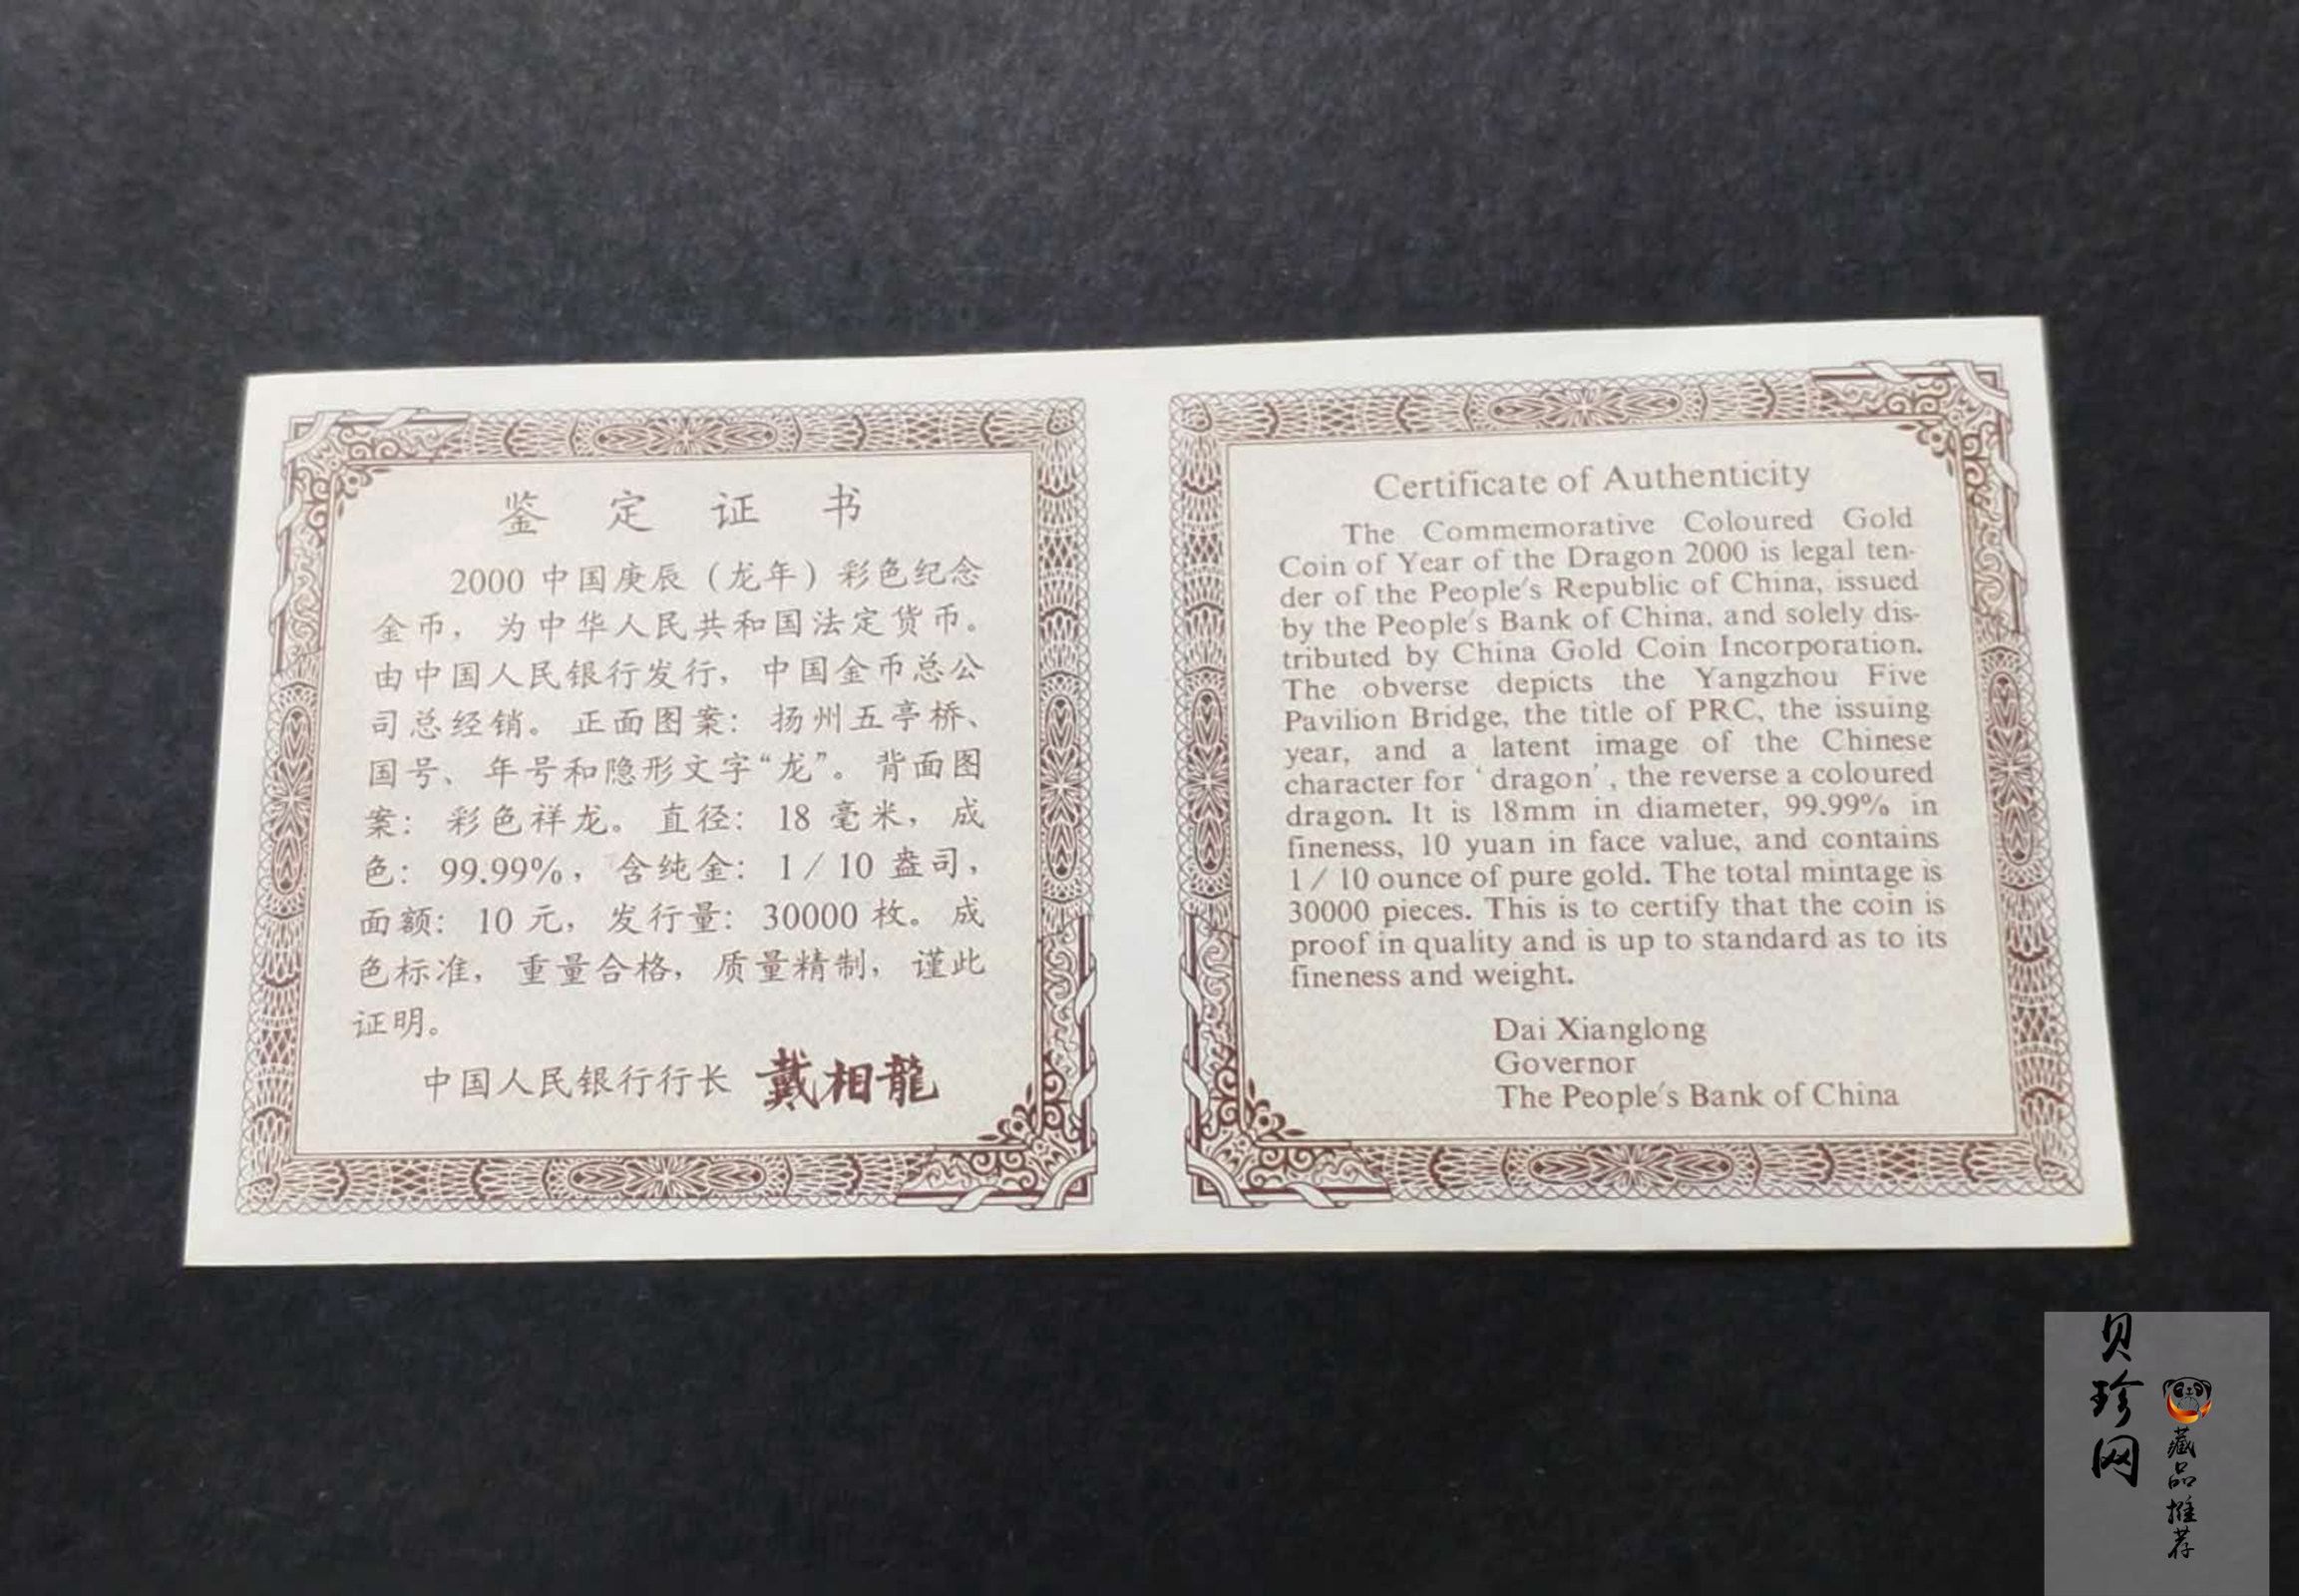 鉴定证书
2000 中国庚辰（龙年）彩色纪念
金币，为中华人民共和国法定货币。
由中国人民银行发行，中国金币总公
司总经销。正面图案：扬州五亭桥、
国号、年号和隐形文字“龙”。背面图
案：彩色祥龙。直径：18 毫米，成
色：99.99%，含纯金：1/10 盎司，
面额：10 元，发行量：30000 枚。成
色标准，重量合格，质量精制，谨此
证明。
中国人民银行行长 戴相龍
Certificate of Authenticity
The Commemorative Coloured Gold
Coin of Year of the Dragon 2000 is legal ten-
der of the People's Republic of China, issued
by the People's Bank of China, and solely dis-
tributed by China Gold Coin Incorporation.
The obverse depicts the Yangzhou Five
Pavilion Bridge, the title of PRC, the issuing
year, and a latent image of the Chinese
character for ‘dragon’, the reverse a coloured
dragon. It is 18mm in diameter, 99.99% in
fineness, 10 yuan in face value, and contains
1/10 ounce of pure gold. The total mintage is
30000 pieces. This is to certify that the coin is
proof in quality and is up to standard as to its
fineness and weight.
Dai Xianglong
Governor
The People's Bank of China
贝珍网
藏品推荐